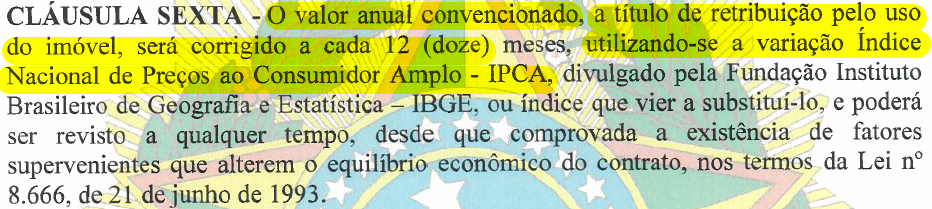 CLÁUSULA SEXTA - O valor anual convencionado, a título de retribuição pelo uso
do imóvel, será corrigido a cada 12 (doze) meses, utilizando-se a variação Índice
Nacional de Preços ao Consumidor Amplo - IPCA, divulgado pela Fundação Instituto
Brasileiro de Geografia e Estatística – IBGE, ou índice que vier a substituí-lo, e poderá
ser revisto a qualquer tempo, desde que comprovada a existência de fatores
supervenientes que alterem o equilíbrio econômico do contrato, nos termos da Lei nº
8.666, de 21 de junho de 1993.